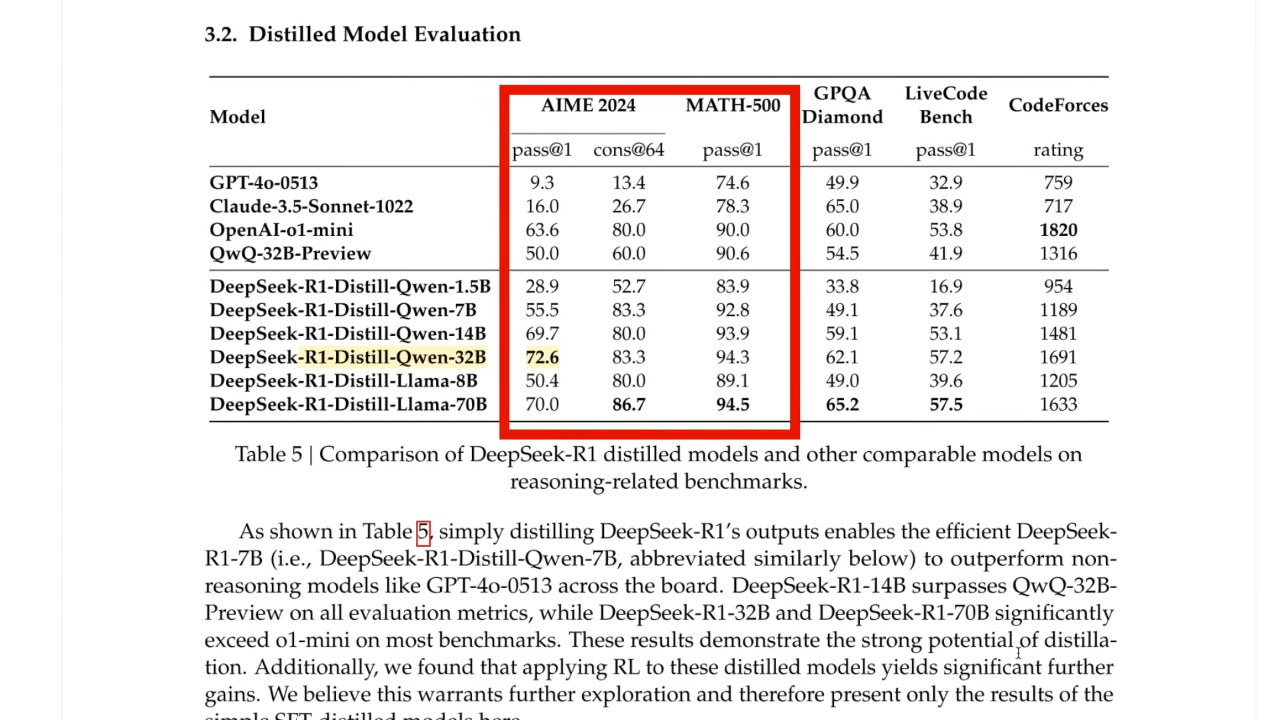 3.2. Distilled Model Evaluation
Model AIME 2024 MATH-500 GPQA Diamond LiveCode Bench CodeForces
pass@1 cons@64 pass@1 pass@1 pass@1 rating
GPT-4o-0513 9.3 13.4 74.6 49.9 32.9 759
Claude-3.5-Sonnet-1022 16.0 26.7 78.3 65.0 38.9 717
OpenAI-o1-mini 63.6 80.0 90.0 60.0 53.8 1820
QwQ-32B-Preview 50.0 60.0 90.6 54.5 41.9 1316
DeepSeek-R1-Distill-Qwen-1.5B 28.9 52.7 83.9 33.8 16.9 954
DeepSeek-R1-Distill-Qwen-7B 55.5 83.3 92.8 49.1 37.6 1189
DeepSeek-R1-Distill-Qwen-14B 69.7 80.0 93.9 59.1 53.1 1481
DeepSeek-R1-Distill-Qwen-32B 72.6 83.3 94.3 62.1 57.2 1691
DeepSeek-R1-Distill-Llama-8B 50.4 80.0 89.1 49.0 39.6 1205
DeepSeek-R1-Distill-Llama-70B 70.0 86.7 94.5 65.2 57.5 1633
Table 5 | Comparison of DeepSeek-R1 distilled models and other comparable models on
reasoning-related benchmarks.
As shown in Table 5, simply distilling DeepSeek-R1's outputs enables the efficient DeepSeek-
R1-7B (i.e., DeepSeek-R1-Distill-Qwen-7B, abbreviated similarly below) to outperform non-
reasoning models like GPT-4o-0513 across the board. DeepSeek-R1-14B surpasses QwQ-32B-
Preview on all evaluation metrics, while DeepSeek-R1-32B and DeepSeek-R1-70B significantly
exceed o1-mini on most benchmarks. These results demonstrate the strong potential of distilla-
tion. Additionally, we found that applying RL to these distilled models yields significant further
gains. We believe this warrants further exploration and therefore present only the results of the
simple SFT-distilled models here.